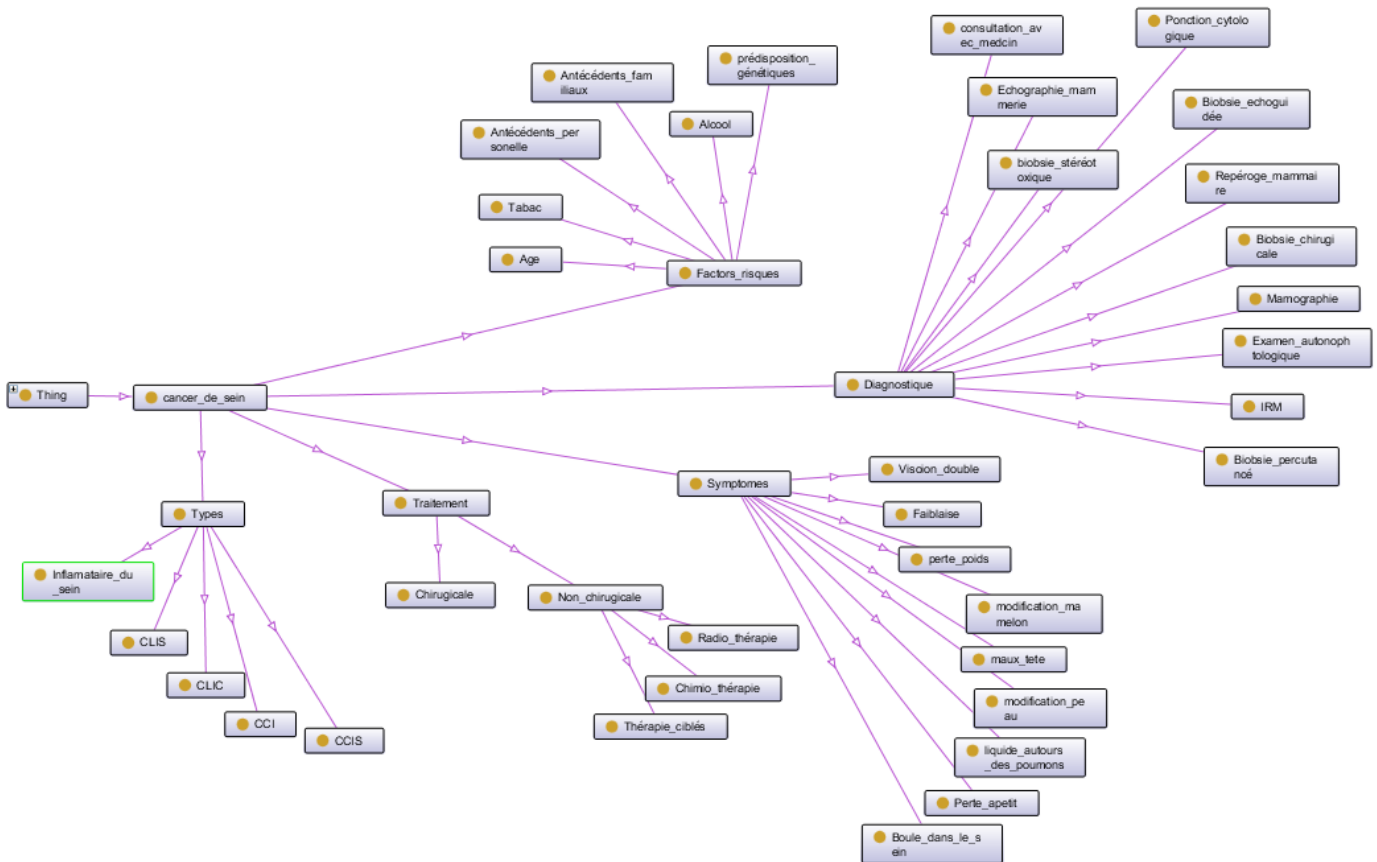 consultation_av
ec_medcin
Ponction_cytolo
gique
prédisposition_
génétiques
Antécédents_fam
iliaux
Echographie_mam
merie
Biobsie_echogui
dée
Alcool
Antécédents_per
sonelle
biobsie_stéréot
oxique
Repéroge_mammai
re
Tabac
Age
Factors_risques
Biobsie_chirugi
cale
Mamographie
Examen_autonoph
tologique
Thing
cancer_de_sein
Diagnostique
IRM
Biobsie_percuta
noé
Viscion_double
Symptomes
Traitement
Types
Faiblaise
perte_poids
Inflamataire_du
_sein
Chirugicale
Non_chirugicale
modification_ma
melon
CLIS
Radio_thérapie
maux_tete
CLIC
Chimio_thérapie
modification_pe
au
CCI
Thérapie_ciblés
CCIS
liquide_autours
_des_poumons
Perte_apetit
Boule_dans_le_s
ein